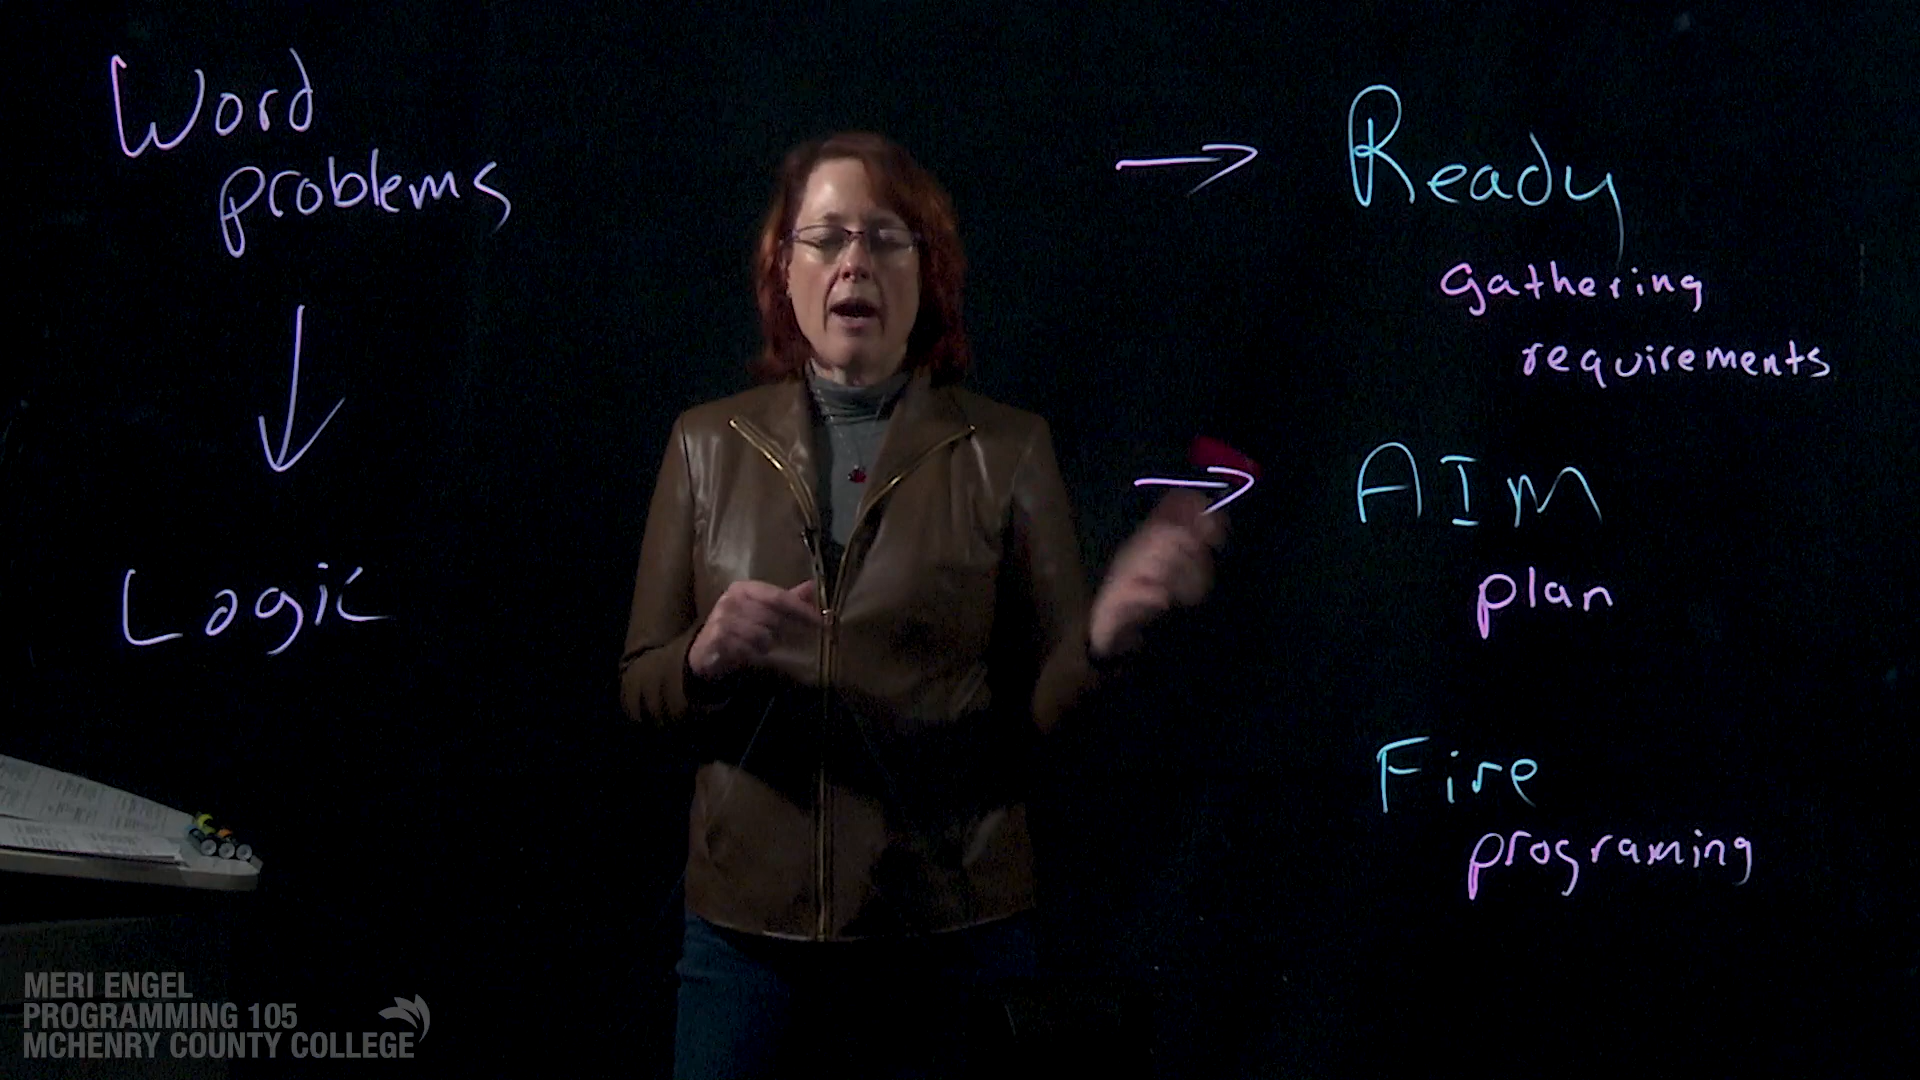 Word
problems
Logic
Ready
gathering
requirements
AIM
plan
Fire
programing
MERI ENGEL
PROGRAMMING 105
MCHENRY COUNTY COLLEGE